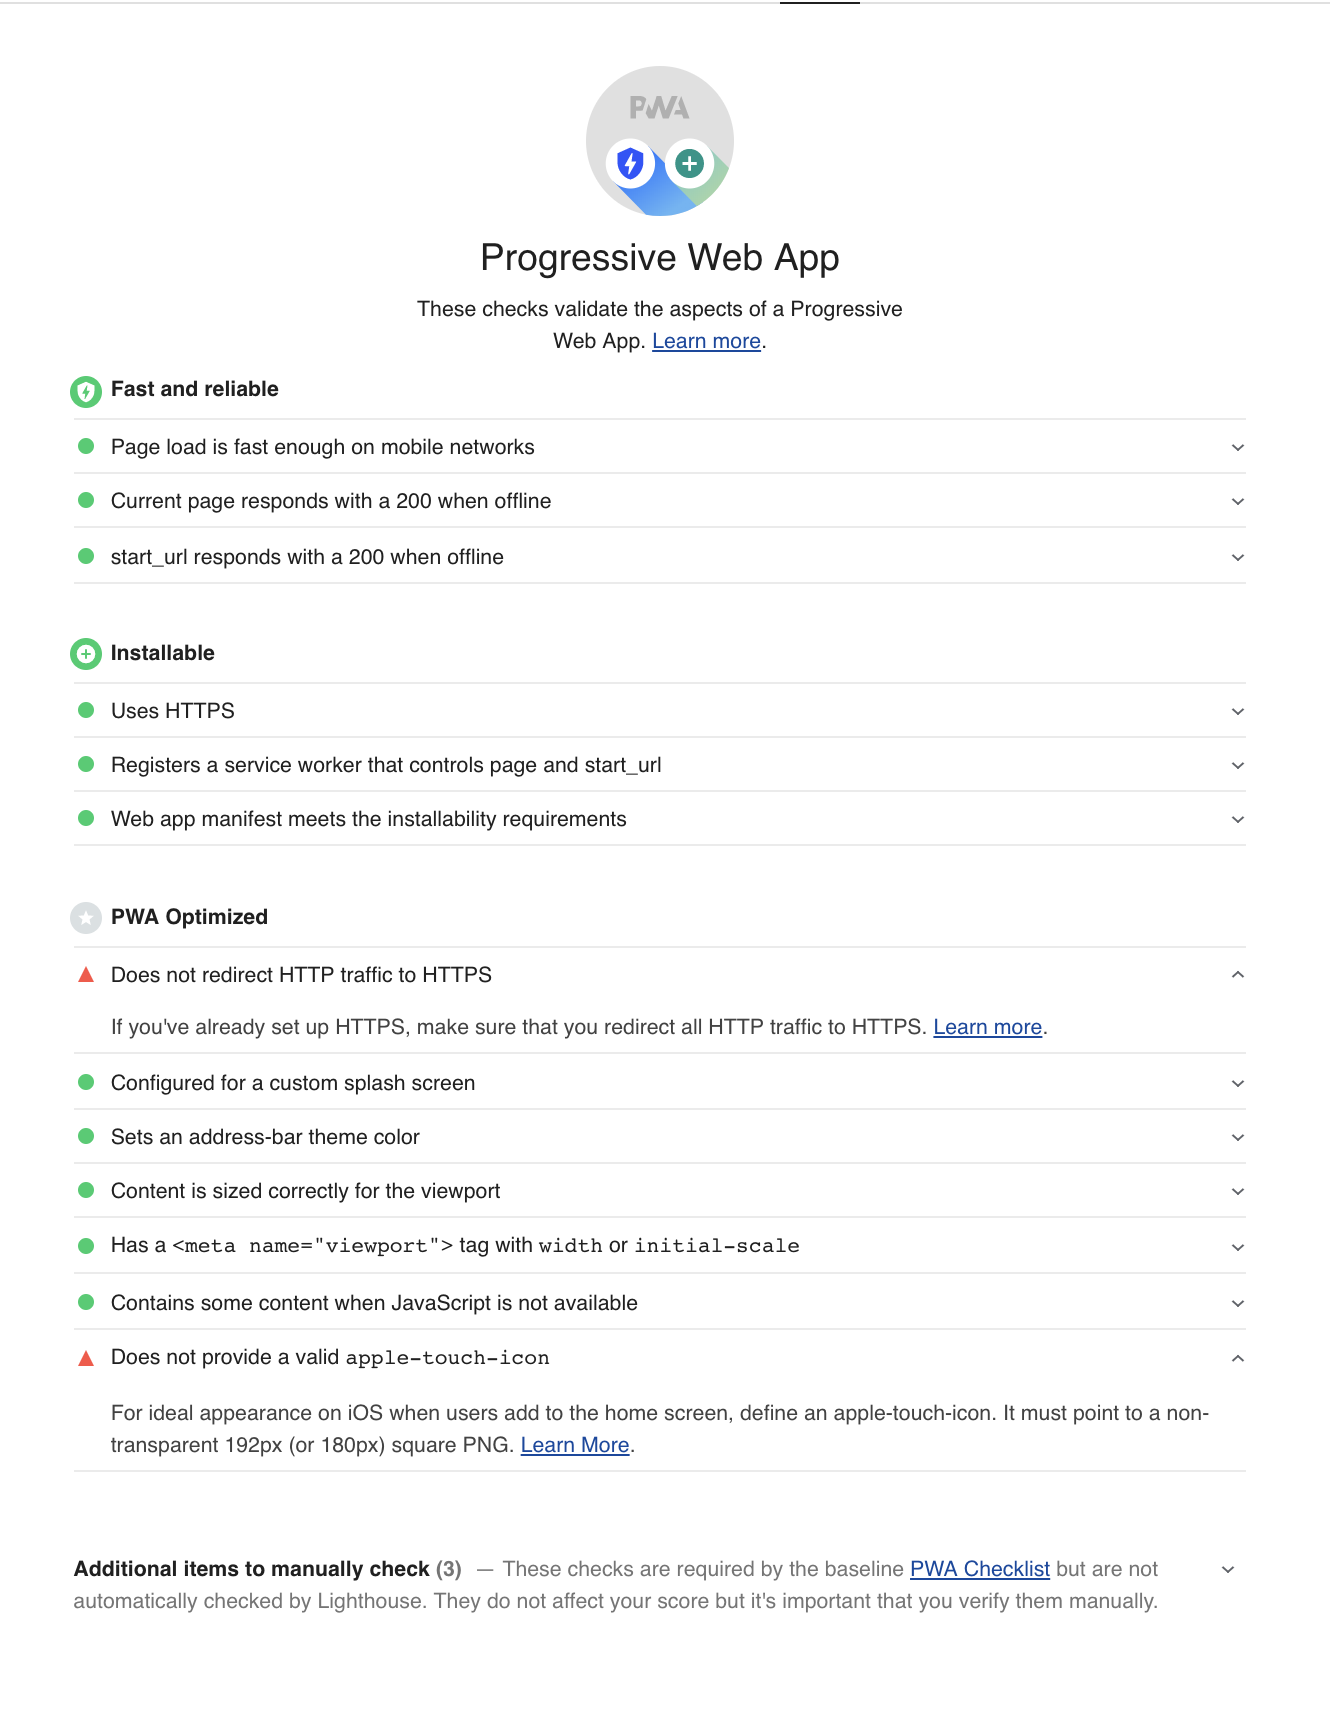 PWA
Progressive Web App
These checks validate the aspects of a Progressive
Web App. Learn more.
Fast and reliable
Page load is fast enough on mobile networks
Current page responds with a 200 when offline
start_url responds with a 200 when offline
Installable
Uses HTTPS
Registers a service worker that controls page and start_url
Web app manifest meets the installability requirements
PWA Optimized
Does not redirect HTTP traffic to HTTPS
If you've already set up HTTPS, make sure that you redirect all HTTP traffic to HTTPS. Learn more.
Configured for a custom splash screen
Sets an address-bar theme color
Content is sized correctly for the viewport
Has a <meta name="viewport"> tag with width or initial-scale
Contains some content when JavaScript is not available
Does not provide a valid apple-touch-icon
For ideal appearance on iOS when users add to the home screen, define an apple-touch-icon. It must point to a non-
transparent 192px (or 180px) square PNG. Learn More.
Additional items to manually check (3) — These checks are required by the baseline PWA Checklist but are not
automatically checked by Lighthouse. They do not affect your score but it's important that you verify them manually.